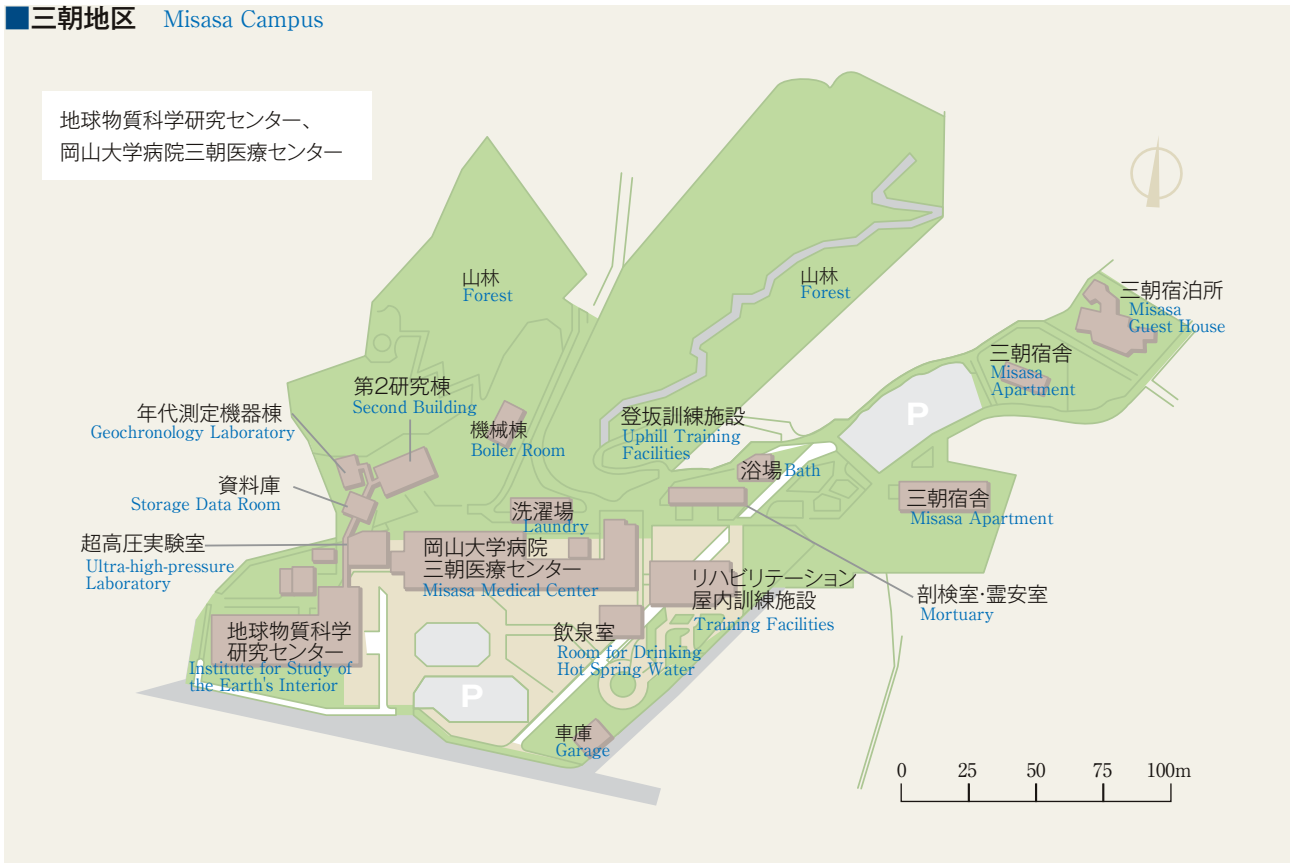 三朝地区 Misasa Campus
地球物質科学研究センター、
岡山大学病院三朝医療センター
山林
Forest
山林
Forest
三朝宿泊所
Misasa
Guest House
三朝宿舎
Misasa
Apartment
P
第2研究棟
Second Building
年代測定機器棟
Geochronology Laboratory
機械棟
Boiler Room
登坂訓練施設
Uphill Training
Facilities
浴場 Bath
資料庫
Storage Data Room
洗濯場
Laundry
三朝宿舎
Misasa Apartment
超高圧実験室
Ultra-high-pressure
Laboratory
岡山大学病院
三朝医療センター
Misasa Medical Center
リハビリテーション
屋内訓練施設
Training Facilities
剖検室・霊安室
Mortuary
地球物質科学
研究センター
Institute for Study of
the Earth's Interior
飲泉室
Room for Drinking
Hot Spring Water
P
車庫
Garage
0 25 50 75 100m